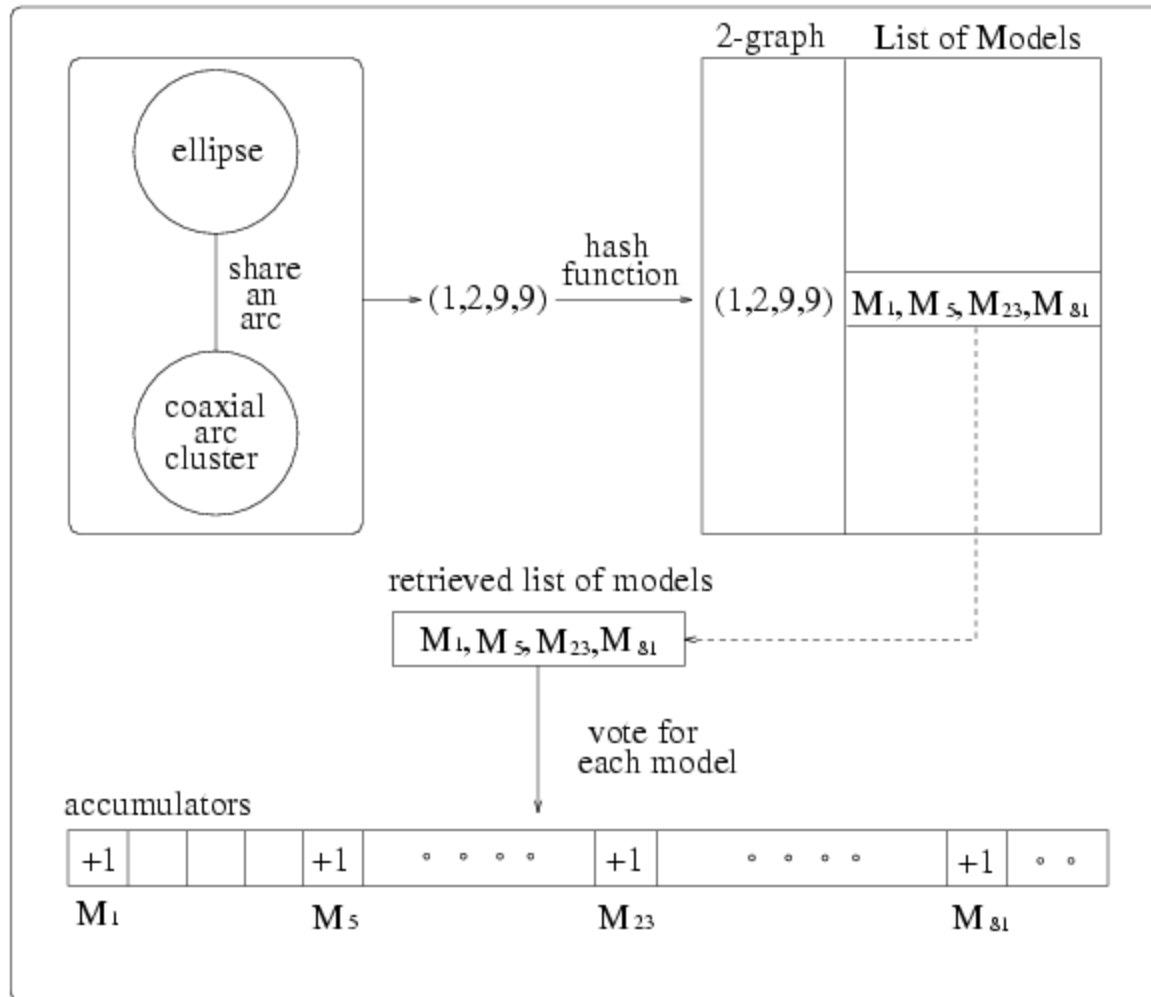 2-graph List of Models
ellipse
share
an
arc
coaxial
arc
cluster
(1,2,9,9)
hash
function
(1,2,9,9)
M1, M5, M23, M81
retrieved list of models
M1, M5, M23, M81
vote for
each model
accumulators
+1 +1 +1 +1
M1 M5 M23 M81